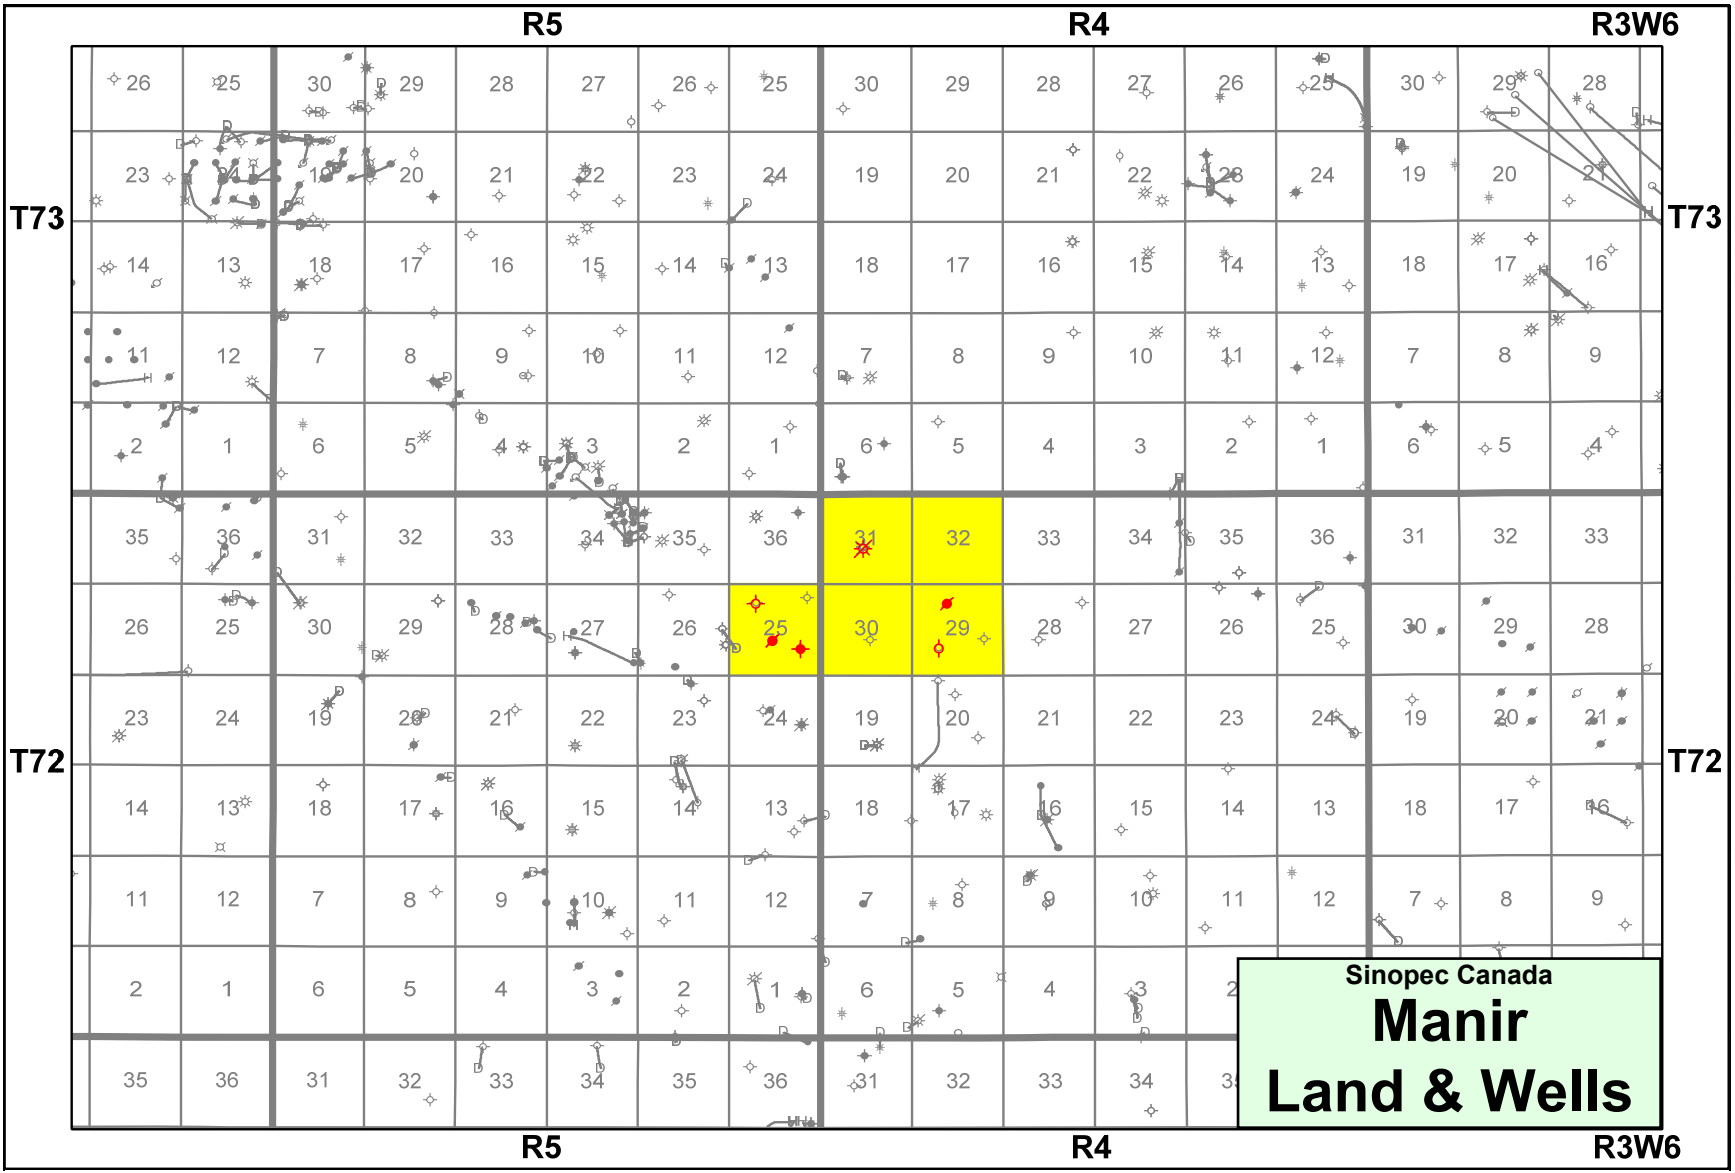 R5 R4 R3W6
26 25 30 29 28 27 26 25 30 29 28 27 26 25 30 29 28
23 24 19 20 21 22 23 24 19 20 21 22 23 24 19 20 21
T73 T73
14 13 18 17 16 15 14 13 18 17 16 15 14 13 18 17 16
11 12 7 8 9 10 11 12 7 8 9 10 11 12 7 8 9
2 1 6 5 4 3 2 1 6 5 4 3 2 1 6 5 4
35 36 31 32 33 34 35 36 31 32 33 34 35 36 31 32 33
26 25 30 29 28 27 26 25 30 29 28 27 26 25 30 29 28
23 24 19 20 21 22 23 24 19 20 21 22 23 24 19 20 21
T72 T72
14 13 18 17 16 15 14 13 18 17 16 15 14 13 18 17 16
11 12 7 8 9 10 11 12 7 8 9 10 11 12 7 8 9
2 1 6 5 4 3 2 1 6 5 4 3 2
35 36 31 32 33 34 35 36 31 32 33 34
Sinopec Canada
Manir
Land & Wells
R5 R4 R3W6